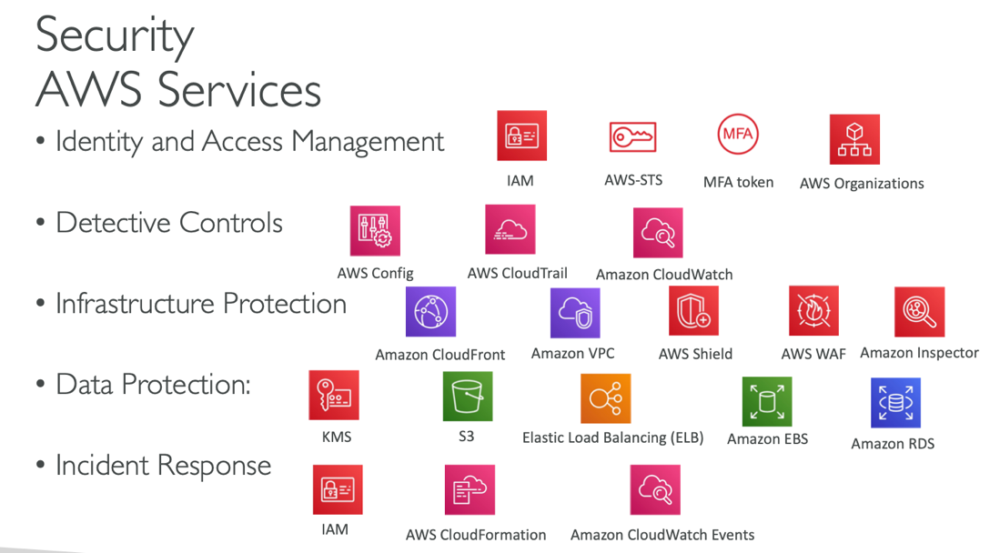 Security
AWS Services
• Identity and Access Management
MFA
IAM
AWS-STS
MFA token
AWS Organizations
• Detective Controls
AWS Config
AWS CloudTrail
Amazon CloudWatch
• Infrastructure Protection
Amazon CloudFront
Amazon VPC
AWS Shield
AWS WAF
Amazon Inspector
• Data Protection:
KMS
S3
Elastic Load Balancing (ELB)
Amazon EBS
Amazon RDS
• Incident Response
IAM
AWS CloudFormation
Amazon CloudWatch Events